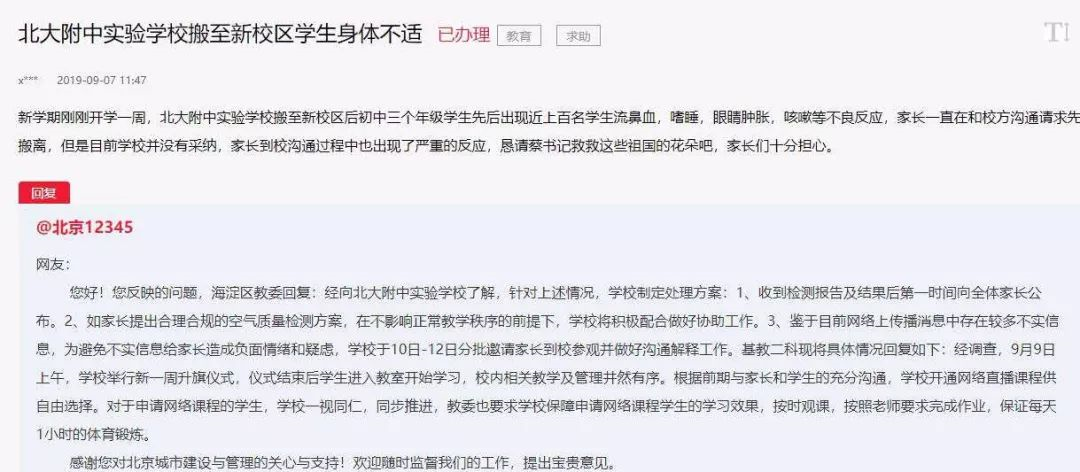 北大附中实验学校搬至新校区学生身体不适 已办理 教育 求助
T
x*** 2019-09-07 11:47
新学期刚刚开学一周，北大附中实验学校搬至新校区后初中三个年级学生先后出现近上百名学生流鼻血，嗜睡，眼睛肿胀，咳嗽等不良反应，家长一直在和校方沟通请求先
搬离，但是目前学校并没有采纳，家长到校沟通过程中也出现了严重的反应，恳请蔡书记救救这些祖国的花朵吧，家长们十分担心。
回复
@北京12345
网友：
您好！您反映的问题，海淀区教委回复：经向北大附中实验学校了解，针对上述情况，学校制定处理方案：1、收到检测报告及结果后第一时间向全体家长公
布。2、如家长提出合理合规的空气质量检测方案，在不影响正常教学秩序的前提下，学校将积极配合做好协助工作。3、鉴于目前网络上传播消息中存在较多不实信
息，为避免不实信息给家长造成负面情绪和疑虑，学校于10日-12日分批邀请家长到校参观并做好沟通解释工作。基教二科现将具体情况回复如下：经调查，9月9日
上午，学校举行新一周升旗仪式，仪式结束后学生进入教室开始学习，校内相关教学及管理井然有序。根据前期与家长和学生的充分沟通，学校开通网络直播课程供
自由选择。对于申请网络课程的学生，学校一视同仁，同步推进，教委也要求学校保障申请网络课程学生的学习效果，按时观课，按照老师要求完成作业，保证每天
1小时的体育锻炼。
感谢您对北京城市建设与管理的关心与支持！欢迎随时监督我们的工作，提出宝贵意见。